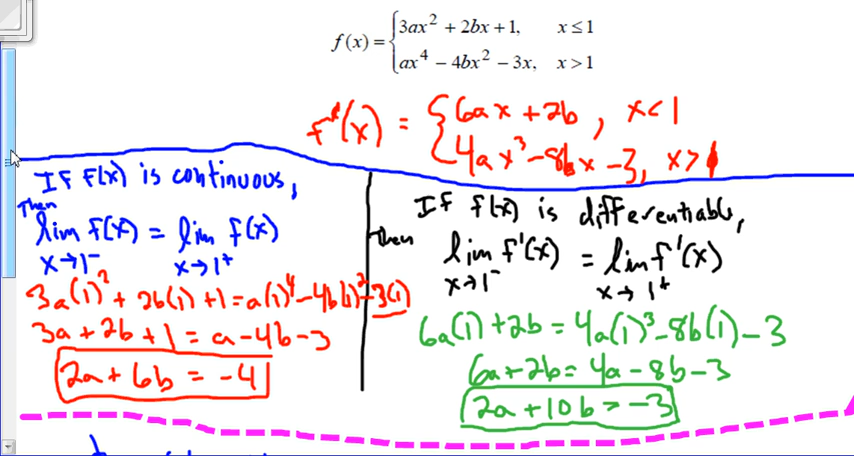 f(x) = { 3ax² + 2bx + 1, x ≤ 1
ax⁴ − 4bx² − 3x, x > 1
f'(x) = { 6ax + 2b, x < 1
4ax³ − 8bx − 3, x > 1
If f(x) is continuous,
Then
lim f(x) = lim f(x)
x→1⁻ x→1⁺
3a(1)² + 2b(1) + 1 = a(1)⁴ − 4b(1)² − 3(1)
3a + 2b + 1 = a − 4b − 3
2a + 6b = −4
If f(x) is differentiable,
Then
lim f'(x) = lim f'(x)
x→1⁻ x→1⁺
6a(1) + 2b = 4a(1)³ − 8b(1) − 3
6a + 2b = 4a − 8b − 3
2a + 10b = −3